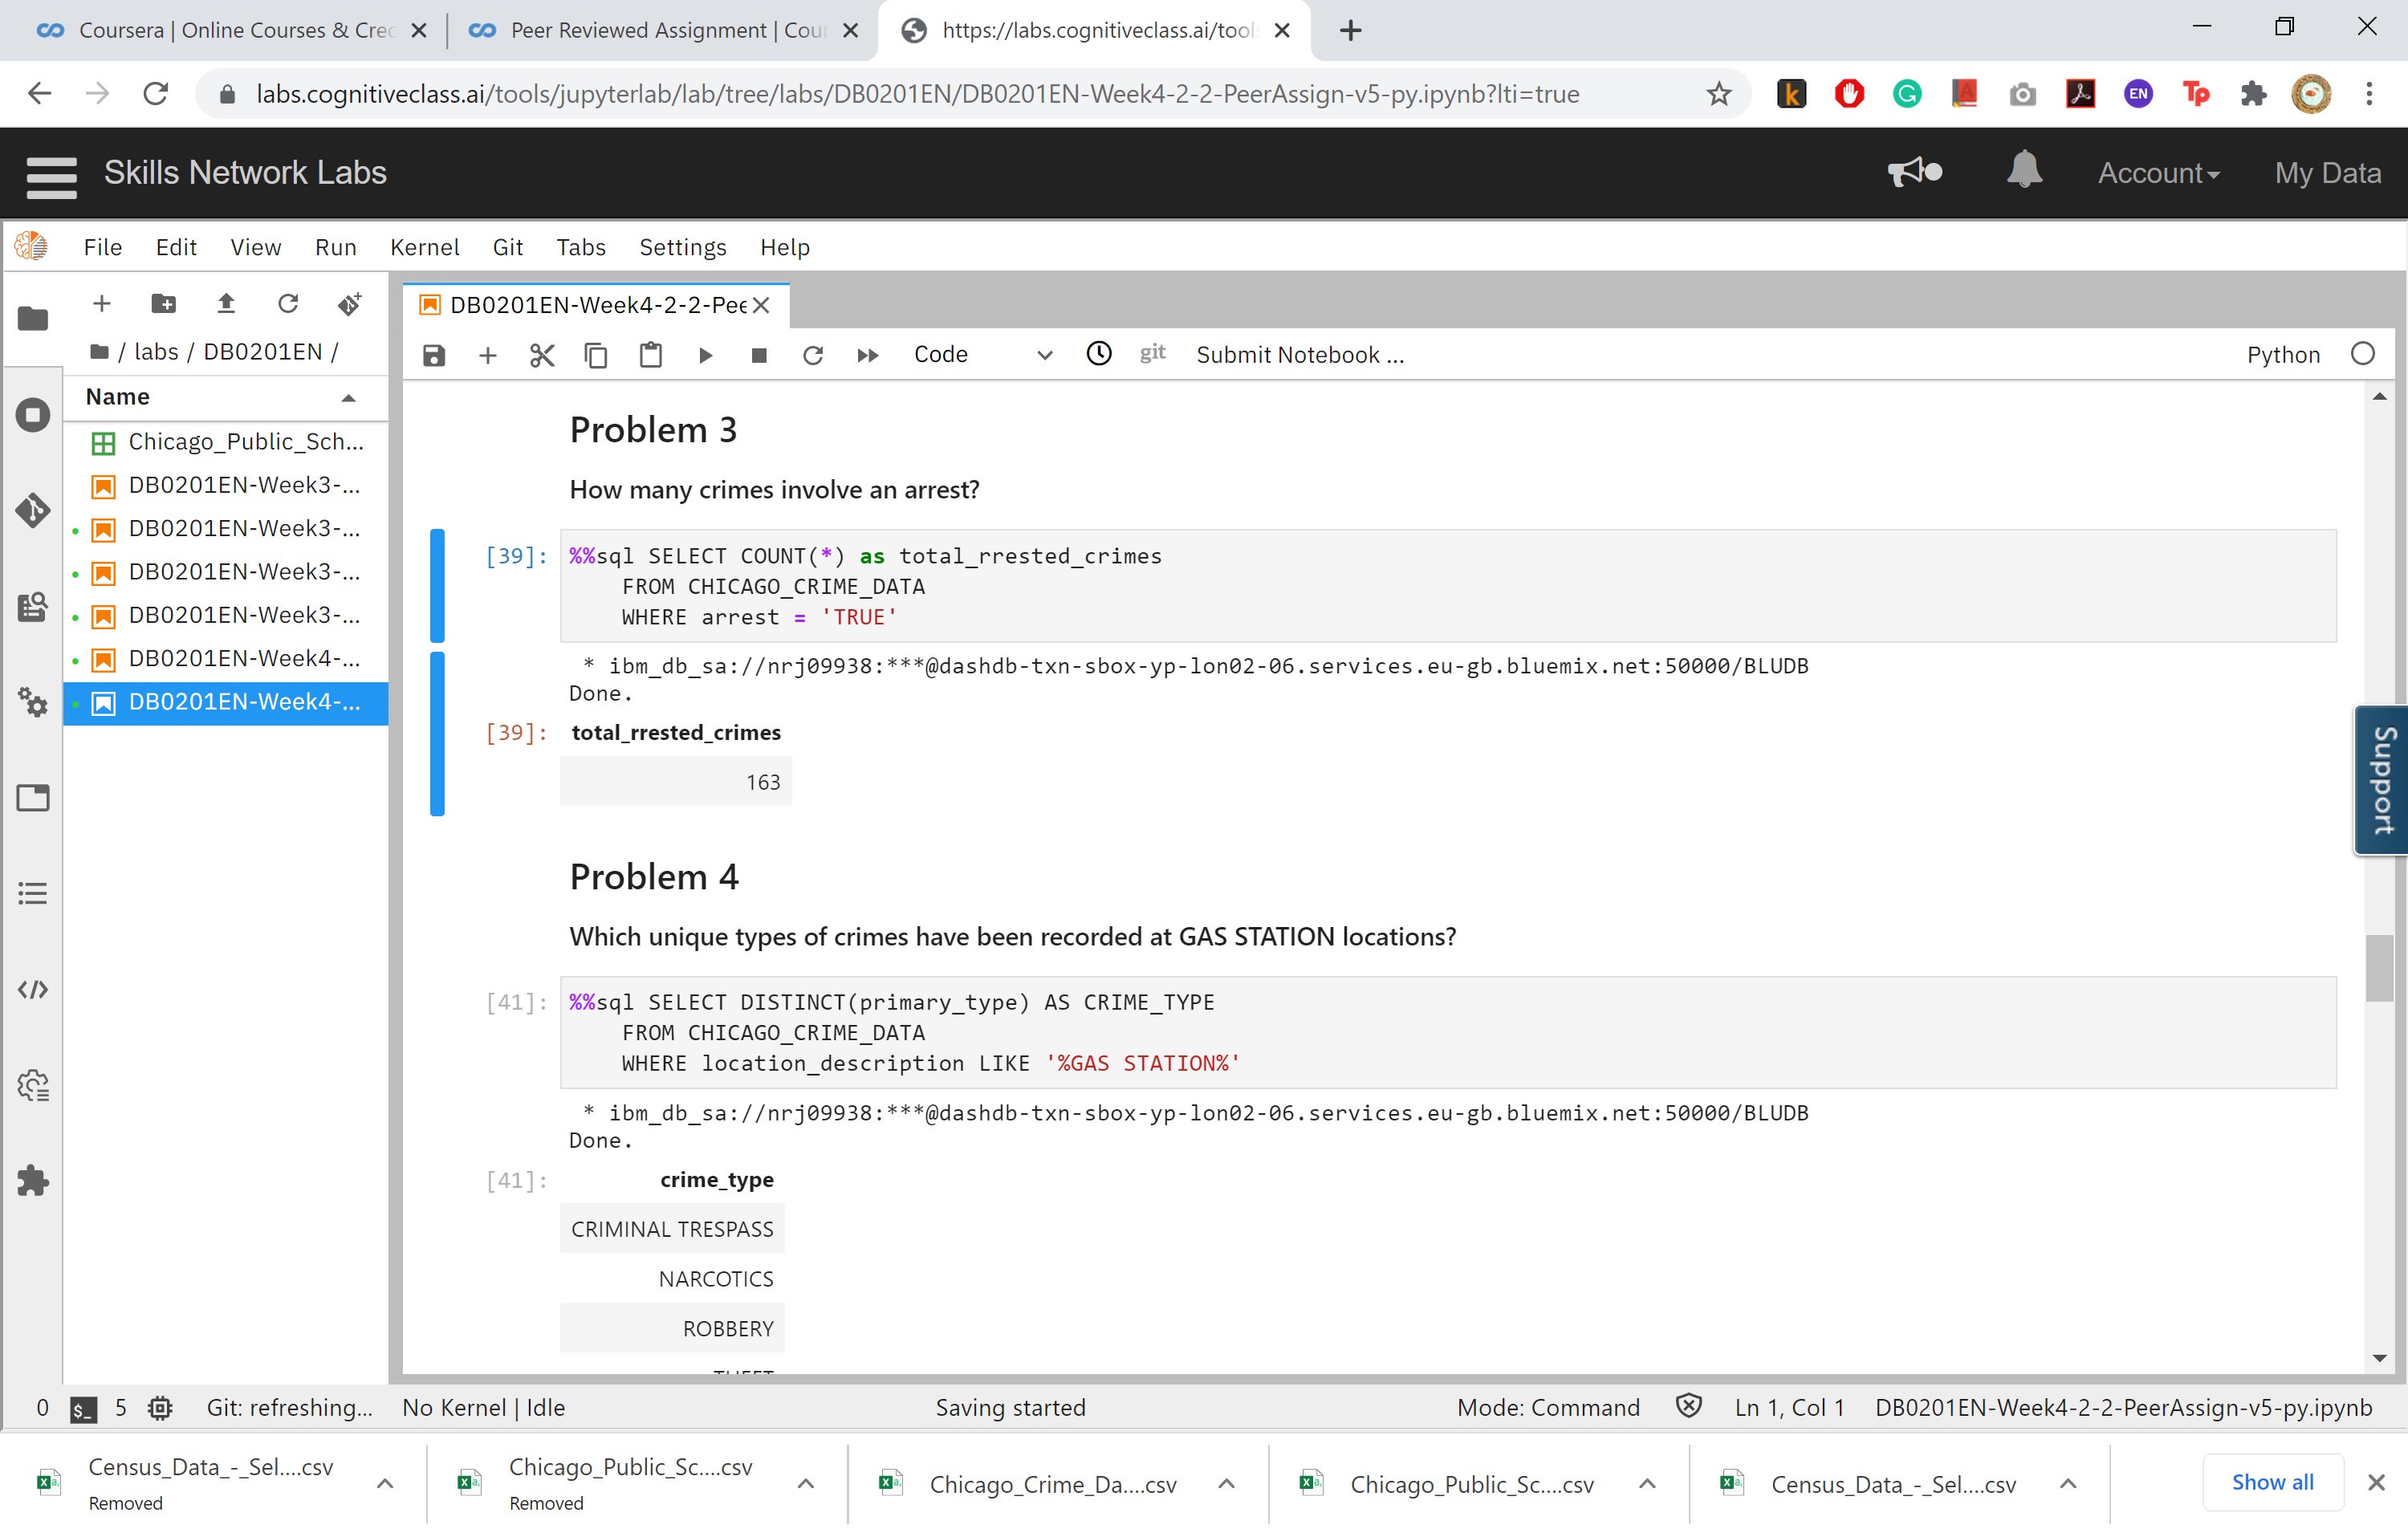 Coursera | Online Courses & Crec
Peer Reviewed Assignment | Cour
https://labs.cognitiveclass.ai/tool
labs.cognitiveclass.ai/tools/jupyterlab/lab/tree/labs/DB0201EN/DB0201EN-Week4-2-2-PeerAssign-v5-py.ipynb?lti=true
k
G
A
EN
Tp
Skills Network Labs
Account
My Data
File Edit View Run Kernel Git Tabs Settings Help
/ labs / DB0201EN /
Name
Chicago_Public_Sch...
DB0201EN-Week3-...
DB0201EN-Week3-...
DB0201EN-Week3-...
DB0201EN-Week3-...
DB0201EN-Week4-...
DB0201EN-Week4-...
DB0201EN-Week4-2-2-Pee
Code
git
Submit Notebook ...
Python
Problem 3
How many crimes involve an arrest?
[39]: %%sql SELECT COUNT(*) as total_rrested_crimes
FROM CHICAGO_CRIME_DATA
WHERE arrest = 'TRUE'
* ibm_db_sa://nrj09938:***@dashdb-txn-sbox-yp-lon02-06.services.eu-gb.bluemix.net:50000/BLUDB
Done.
[39]: total_rrested_crimes
163
Problem 4
Which unique types of crimes have been recorded at GAS STATION locations?
[41]: %%sql SELECT DISTINCT(primary_type) AS CRIME_TYPE
FROM CHICAGO_CRIME_DATA
WHERE location_description LIKE '%GAS STATION%'
* ibm_db_sa://nrj09938:***@dashdb-txn-sbox-yp-lon02-06.services.eu-gb.bluemix.net:50000/BLUDB
Done.
[41]: crime_type
CRIMINAL TRESPASS
NARCOTICS
ROBBERY
THEFT
Support
0 $_ 5 Git: refreshing... No Kernel | Idle Saving started Mode: Command Ln 1, Col 1 DB0201EN-Week4-2-2-PeerAssign-v5-py.ipynb
Census_Data_-_Sel....csv
Removed
Chicago_Public_Sc....csv
Removed
Chicago_Crime_Da....csv
Chicago_Public_Sc....csv
Census_Data_-_Sel....csv
Show all